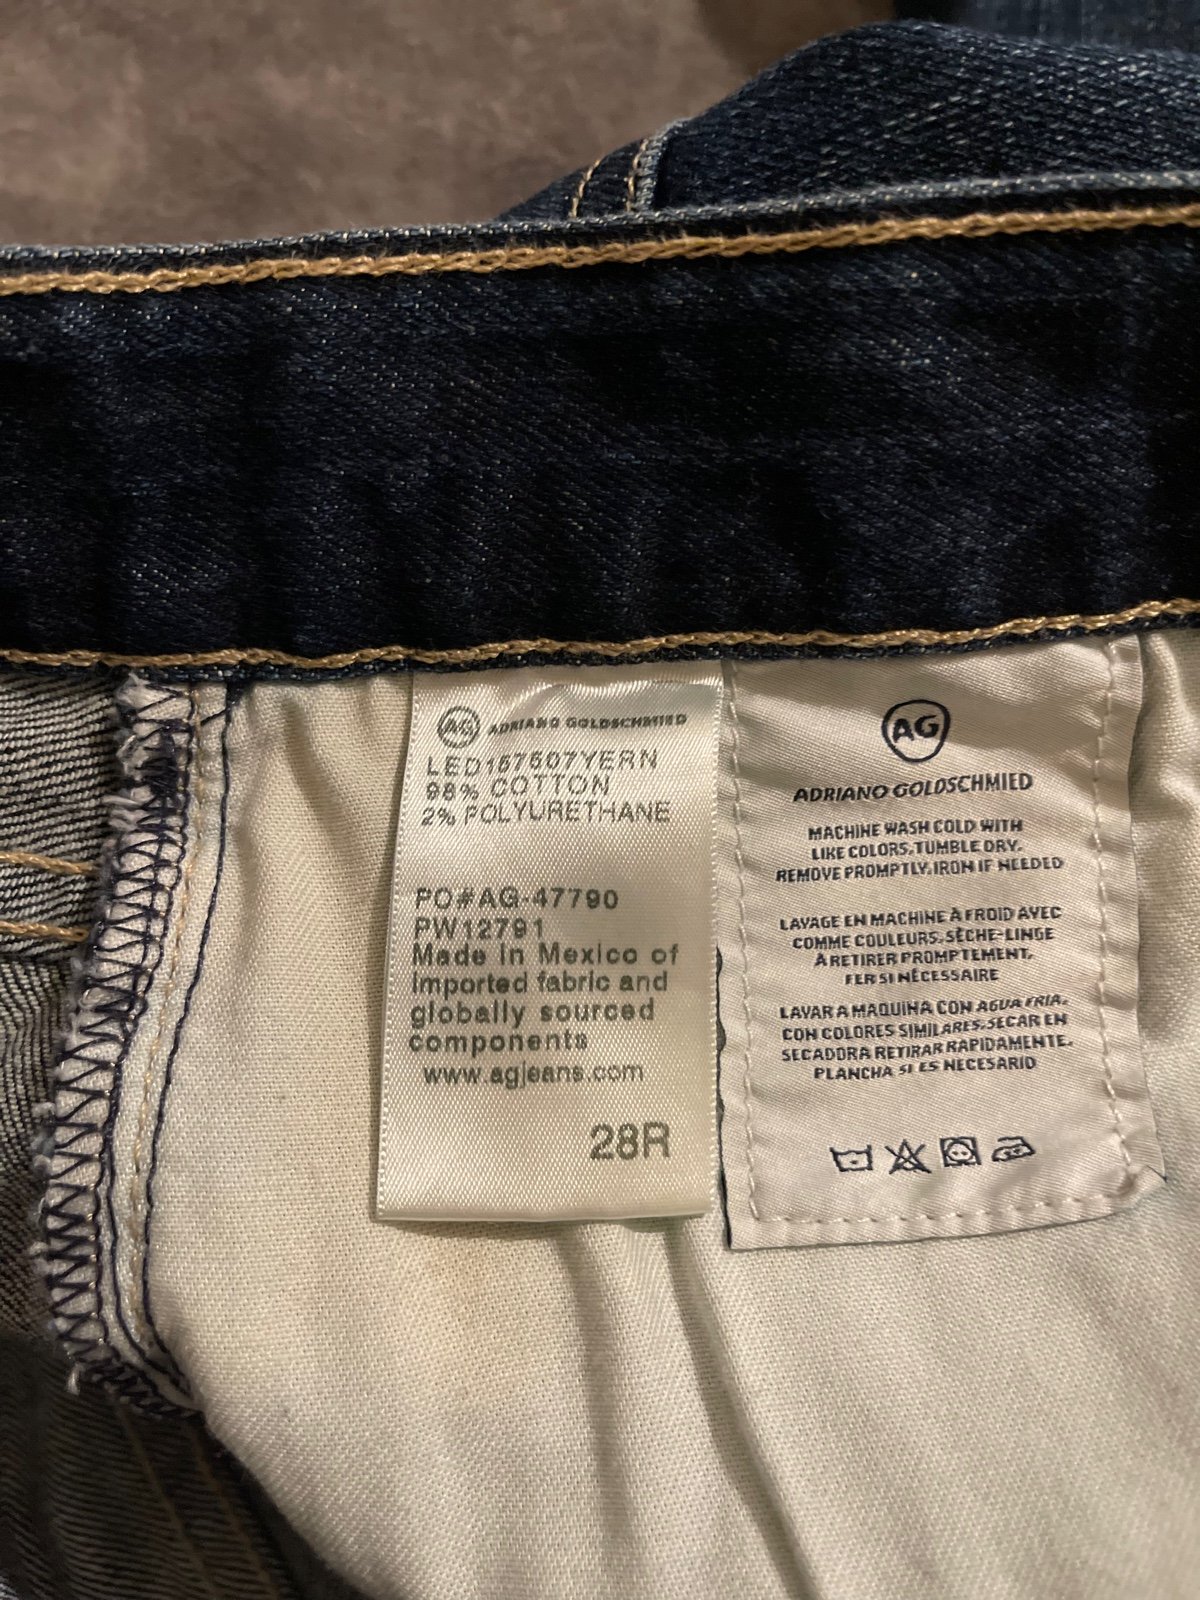 AG ADRIANO GOLDSCHMIED
LED167607YERN
98% COTTON
2% POLYURETHANE
PO#AG-47790
PW12791
Made in Mexico of
imported fabric and
globally sourced
components
www.agjeans.com
28R
AG
ADRIANO GOLDSCHMIED
MACHINE WASH COLD WITH
LIKE COLORS. TUMBLE DRY.
REMOVE PROMPTLY. IRON IF NEEDED
LAVAGE EN MACHINE À FROID AVEC
COMME COULEURS. SÈCHE-LINGE
À RETIRER PROMPTEMENT,
FER SI NÉCESSAIRE
LAVAR A MAQUINA CON AGUA FRIA.
CON COLORES SIMILARES. SECAR EN
SECADORA RETIRAR RAPIDAMENTE.
PLANCHA SI ES NECESARIO